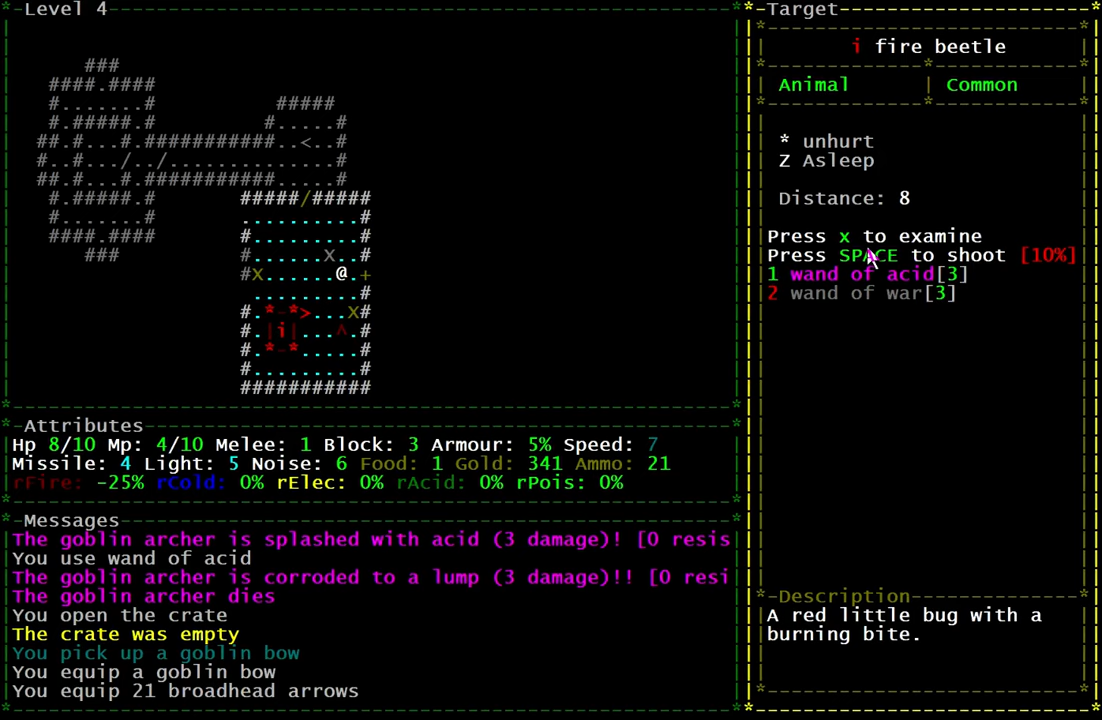 Level 4
Target
i fire beetle
Animal | Common
* unhurt
Z Asleep
Distance: 8
Press x to examine
Press SPACE to shoot [10%]
1 wand of acid[3]
2 wand of war[3]
Description
A red little bug with a
burning bite.
###
####.####
#.......# #####
#.#####.# #.....#
##.#...#.###########..<..#
#..#.../../..............#
##.#...#.###########.....#
#.#####.# #####/#####
#.......# .........#
####.#### #.........#
### #......x..#
#x......@.+
.........#
#.*-*>...x#
#.|i|...^.#
#.*-*.....#
#.........#
###########
Attributes
Hp 8/10 Mp: 4/10 Melee: 1 Block: 3 Armour: 5% Speed: 7
Missile: 4 Light: 5 Noise: 6 Food: 1 Gold: 341 Ammo: 21
rFire: -25% rCold: 0% rElec: 0% rAcid: 0% rPois: 0%
Messages
The goblin archer is splashed with acid (3 damage)! [0 resis
You use wand of acid
The goblin archer is corroded to a lump (3 damage)!! [0 resi
The goblin archer dies
You open the crate
The crate was empty
You pick up a goblin bow
You equip a goblin bow
You equip 21 broadhead arrows